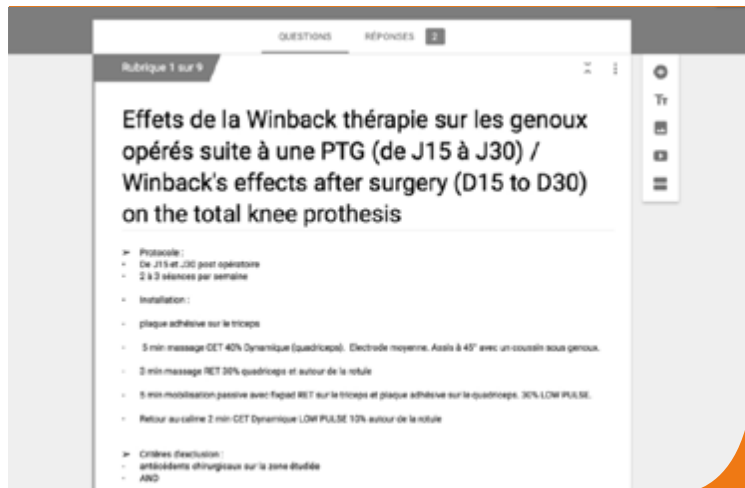 QUESTIONS RÉPONSES 2
Rubrique 1 sur 9
Effets de la Winback thérapie sur les genoux
opérés suite à une PTG (de J15 à J30) /
Winback's effects after surgery (D15 to D30)
on the total knee prothesis
➢ Protocole :
- De J15 et J30 post opératoire
- 2 à 3 séances par semaine
- Installation :
- plaque adhésive sur le triceps
- 5 min massage CET 40% Dynamique (quadriceps). Electrode moyenne. Assis à 45° avec un coussin sous genoux.
- 3 min massage RET 30% quadriceps et autour de la rotule
- 5 min mobilisation passive avec fixpad RET sur le triceps et plaque adhésive sur le quadriceps. 30% LOW PULSE.
- Retour au calme 2 min CET Dynamique LOW PULSE 10% autour de la rotule
➢ Critères d'exclusion :
- antécédents chirurgicaux sur la zone étudiée
- AND
Tт